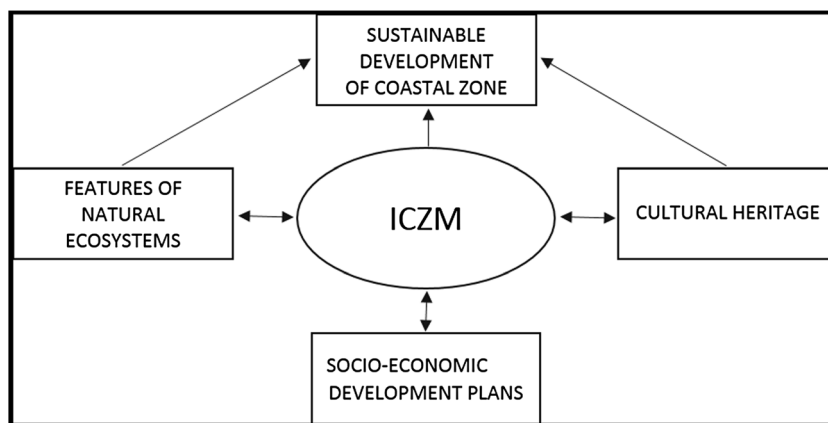 SUSTAINABLE
DEVELOPMENT
OF COASTAL ZONE
FEATURES OF
NATURAL
ECOSYSTEMS
ICZM
CULTURAL HERITAGE
SOCIO-ECONOMIC
DEVELOPMENT PLANS